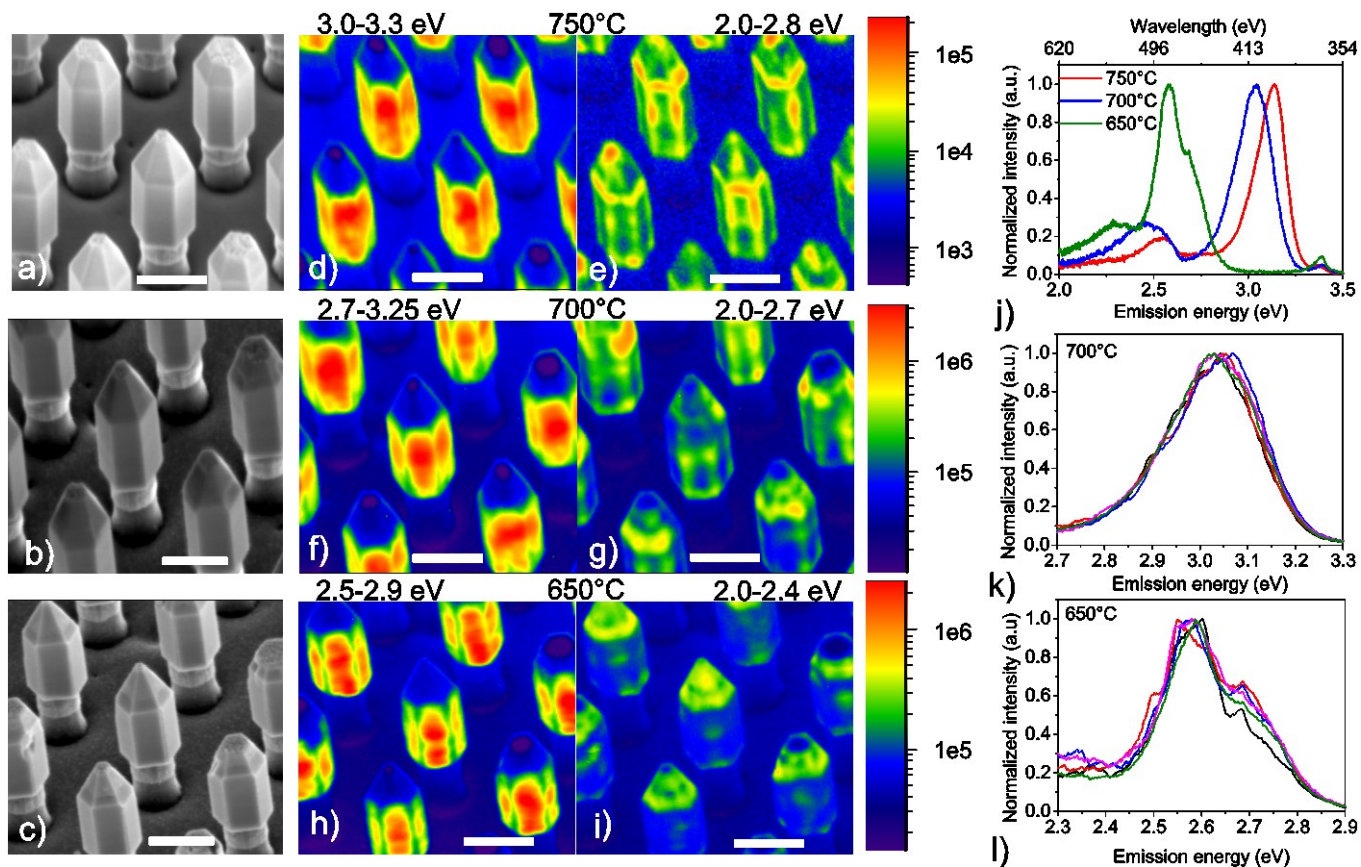 3.0-3.3 eV 750°C 2.0-2.8 eV
a)
d)
e)
1e5
1e4
1e3
Wavelength (eV)
620 496 413 354
1.0
0.8
0.6
0.4
0.2
0.0
Normalized intensity (a.u.)
750°C
700°C
650°C
2.0 2.5 3.0 3.5
Emission energy (eV)
j)
2.7-3.25 eV 700°C 2.0-2.7 eV
b)
f)
g)
1e6
1e5
700°C
1.0
0.8
0.6
0.4
0.2
0.0
Normalized intensity (a.u.)
2.7 2.8 2.9 3.0 3.1 3.2 3.3
Emission energy (eV)
k)
2.5-2.9 eV 650°C 2.0-2.4 eV
c)
h)
i)
1e6
1e5
650°C
1.0
0.8
0.6
0.4
0.2
0.0
Normalized intensity (a.u)
2.3 2.4 2.5 2.6 2.7 2.8 2.9
Emission energy (eV)
l)